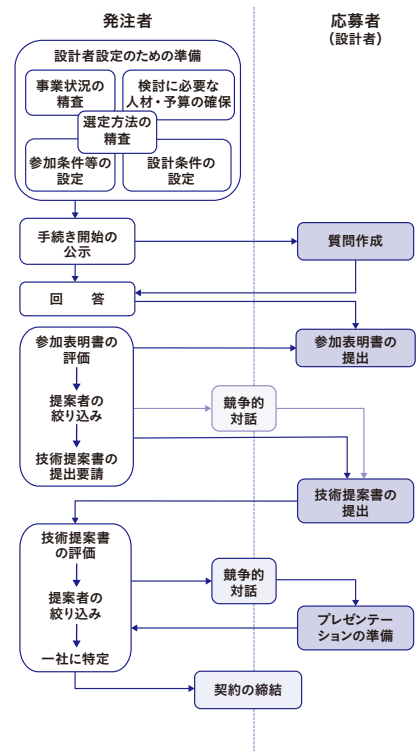 発注者
応募者
（設計者）
設計者設定のための準備
事業状況の
精査
検討に必要な
人材・予算の確保
選定方法の
精査
参加条件等の
設定
設計条件の
設定
手続き開始の
公示
質問作成
回　答
参加表明書の
評価
参加表明書の
提出
提案者の
絞り込み
競争的
対話
技術提案書の
提出要請
技術提案書の
提出
技術提案書
の評価
競争的
対話
提案者の
絞り込み
プレゼンテー
ションの準備
一社に特定
契約の締結